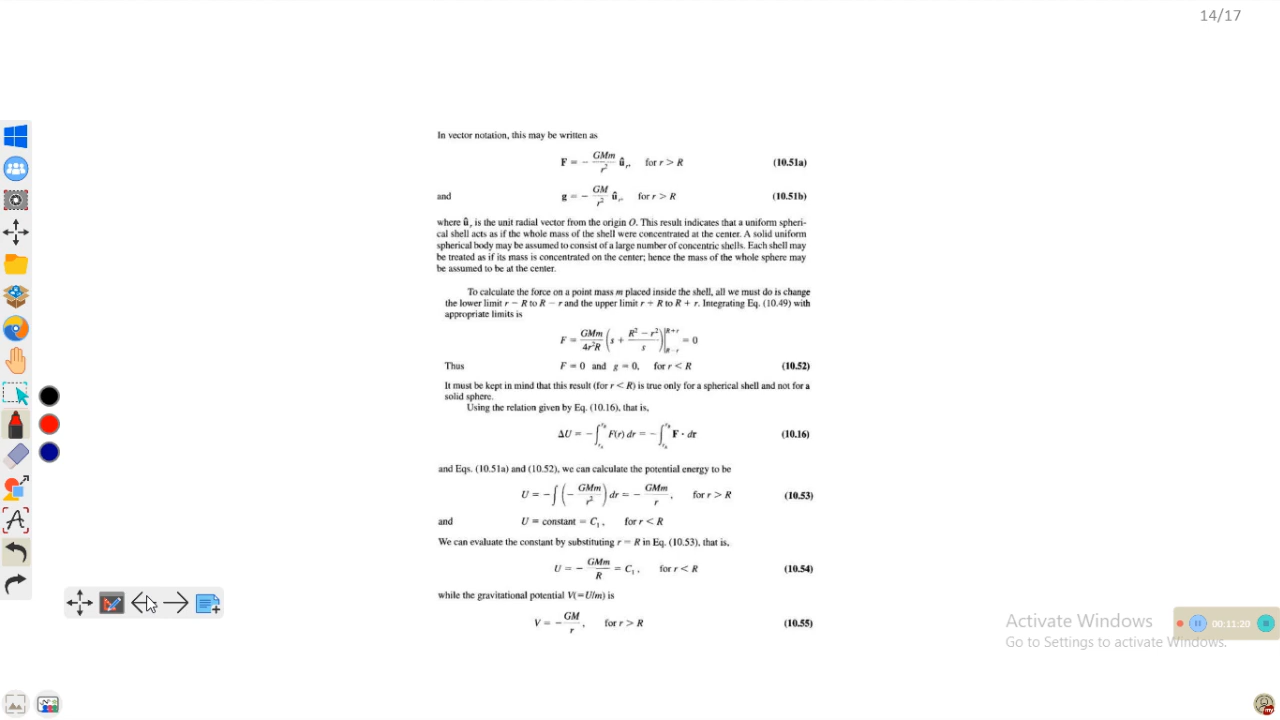 14/17
In vector notation, this may be written as
F = − GMm/r² û_r, for r > R (10.51a)
and g = − GM/r² û_r, for r > R (10.51b)
where û_r is the unit radial vector from the origin O. This result indicates that a uniform spheri-
cal shell acts as if the whole mass of the shell were concentrated at the center. A solid uniform
spherical body may be assumed to consist of a large number of concentric shells. Each shell may
be treated as if its mass is concentrated on the center; hence the mass of the whole sphere may
be assumed to be at the center.
To calculate the force on a point mass m placed inside the shell, all we must do is change
the lower limit r − R to R − r and the upper limit r + R to R + r. Integrating Eq. (10.49) with
appropriate limits is
F = GMm/4r²R (s + R² − r²/s)|_{R−r}^{R+r} = 0
Thus F = 0 and g = 0, for r < R (10.52)
It must be kept in mind that this result (for r < R) is true only for a spherical shell and not for a
solid sphere.
Using the relation given by Eq. (10.16), that is,
ΔU = −∫_{r_A}^{r_B} F(r) dr = −∫_{r_A}^{r_B} F · dr (10.16)
and Eqs. (10.51a) and (10.52), we can calculate the potential energy to be
U = −∫(− GMm/r²) dr = − GMm/r, for r > R (10.53)
and U = constant = C₁, for r < R
We can evaluate the constant by substituting r = R in Eq. (10.53), that is,
U = − GMm/R = C₁, for r < R (10.54)
while the gravitational potential V(=U/m) is
V = − GM/r, for r > R (10.55)
Activate Windows
Go to Settings to activate Windows.
00:11:20